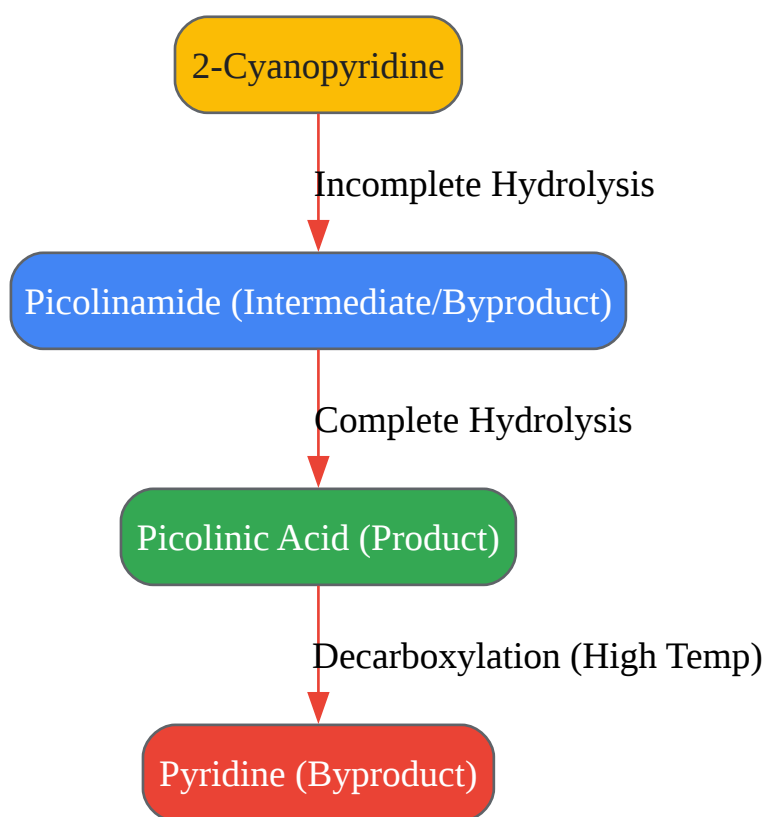 2-Cyanopyridine
Incomplete Hydrolysis
Picolinamide (Intermediate/Byproduct)
Complete Hydrolysis
Picolinic Acid (Product)
Decarboxylation (High Temp)
Pyridine (Byproduct)